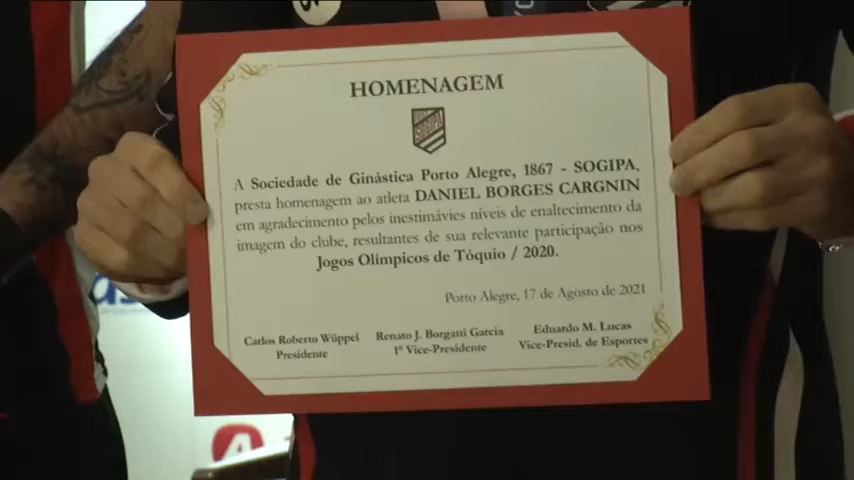 HOMENAGEM
SOGIPA
A Sociedade de Ginástica Porto Alegre, 1867 - SOGIPA,
presta homenagem ao atleta DANIEL BORGES CARGNIN
em agradecimento pelos inestimáveis níveis de enaltecimento da
imagem do clube, resultantes de sua relevante participação nos
Jogos Olímpicos de Tóquio / 2020.
Porto Alegre, 17 de Agosto de 2021
Carlos Roberto Wüppel Renato J. Borgatti Garcia Eduardo M. Lucas
Presidente 1º Vice-Presidente Vice-Presid. de Esportes